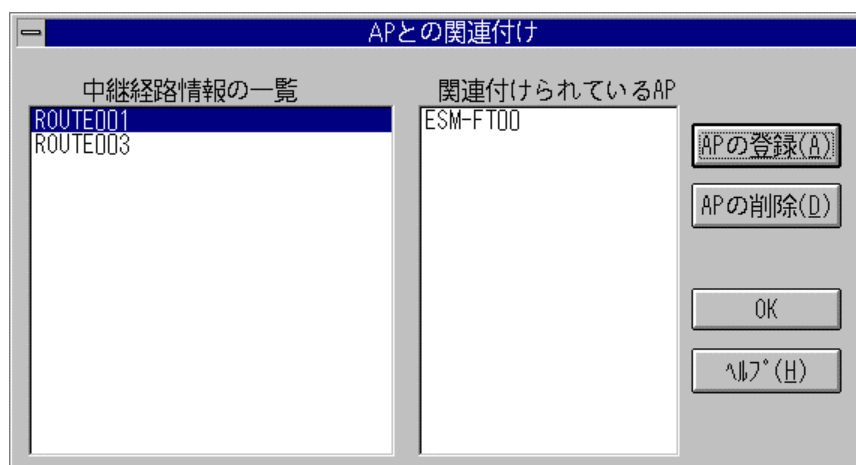 APとの関連付け
中継経路情報の一覧
ROUTE001
ROUTE003
関連付けられているAP
ESM-FT00
APの登録(A)
APの削除(D)
OK
ﾍﾙﾌﾟ(H)